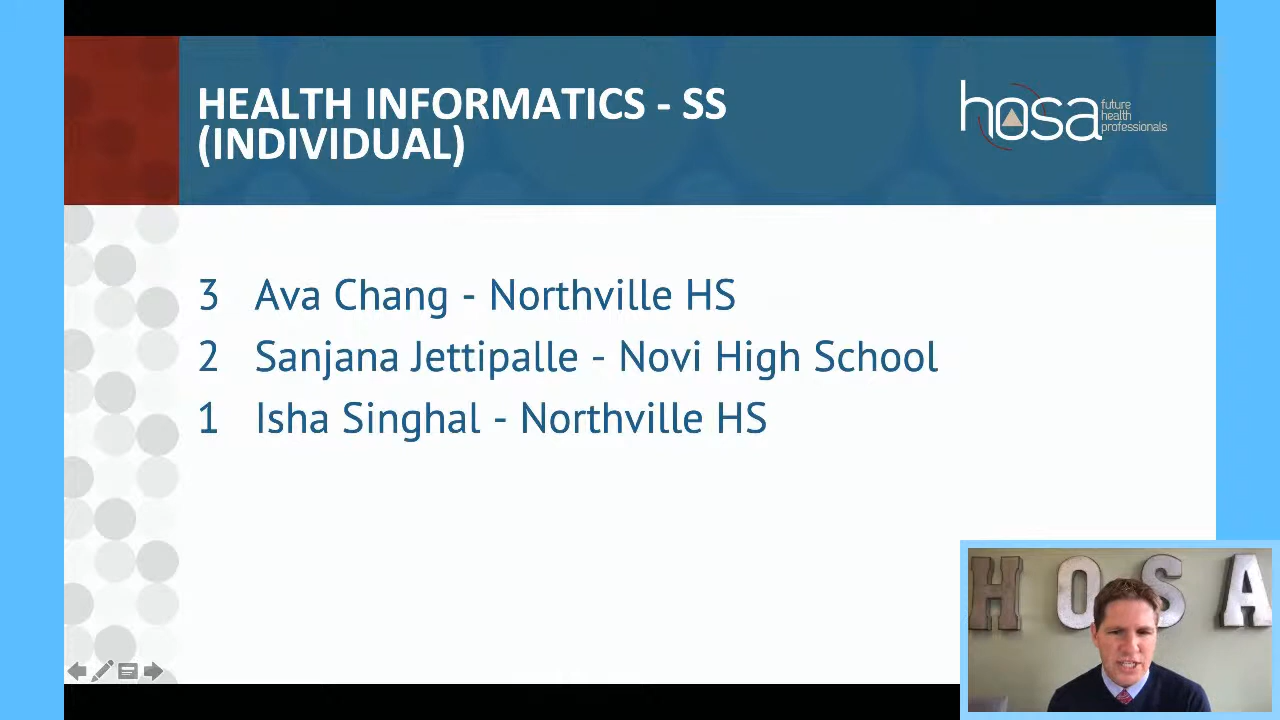 HEALTH INFORMATICS - SS
(INDIVIDUAL)
hosa
future
health
professionals
3 Ava Chang - Northville HS
2 Sanjana Jettipalle - Novi High School
1 Isha Singhal - Northville HS
HOSA